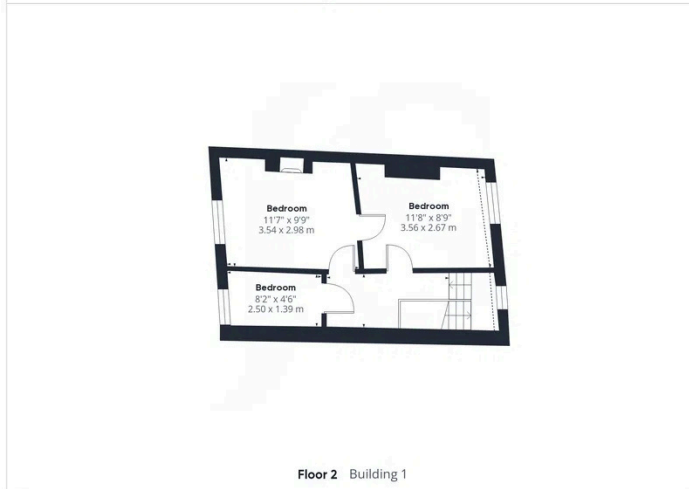 Bedroom
11'7" x 9'9"
3.54 x 2.98 m
Bedroom
11'8" x 8'9"
3.56 x 2.67 m
Bedroom
8'2" x 4'6"
2.50 x 1.39 m
Floor 2 Building 1